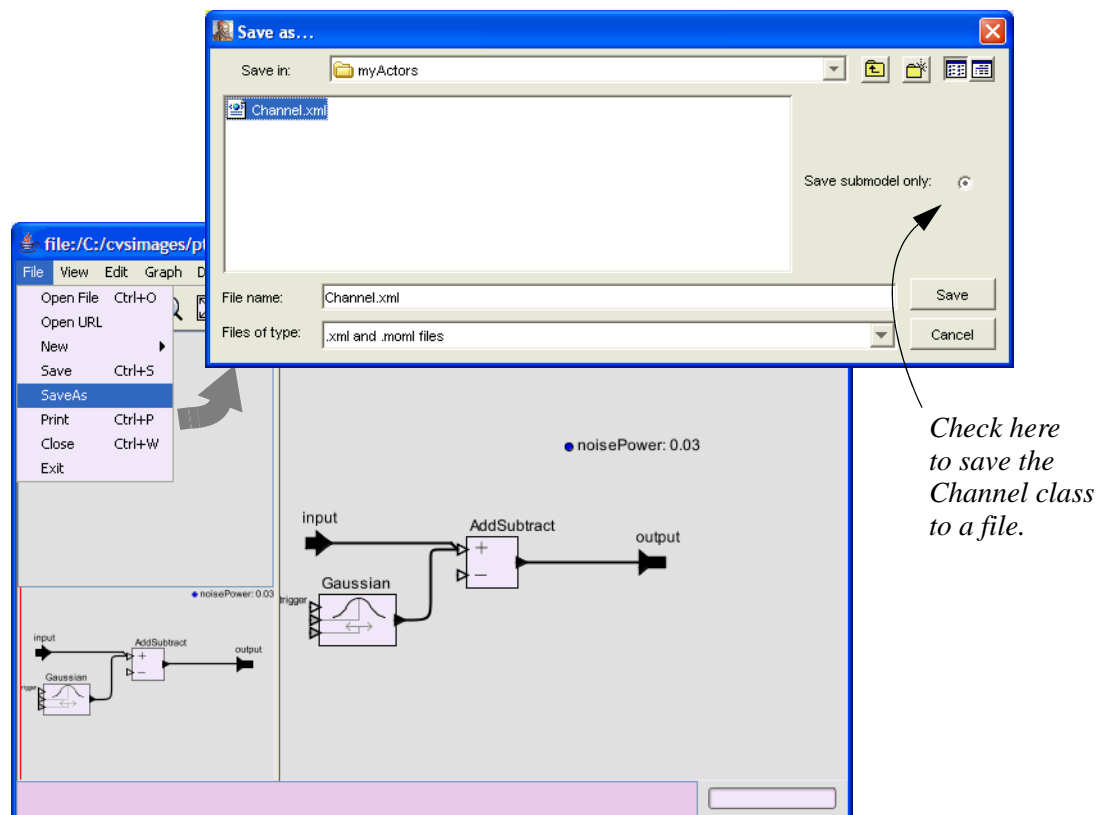 Save as...
Save in:
myActors
Channel.xml
Save submodel only:
File name:
Channel.xml
Save
Files of type:
.xml and .moml files
Cancel
file:/C:/cvsimages/pt
File View Edit Graph D
Open File Ctrl+O
Open URL
New
Save Ctrl+S
SaveAs
Print Ctrl+P
Close Ctrl+W
Exit
Check here
to save the
Channel class
to a file.
noisePower: 0.03
input
AddSubtract
+
−
output
Gaussian
trigger
noisePower: 0.03
input
AddSubtract
+
−
output
Gaussian